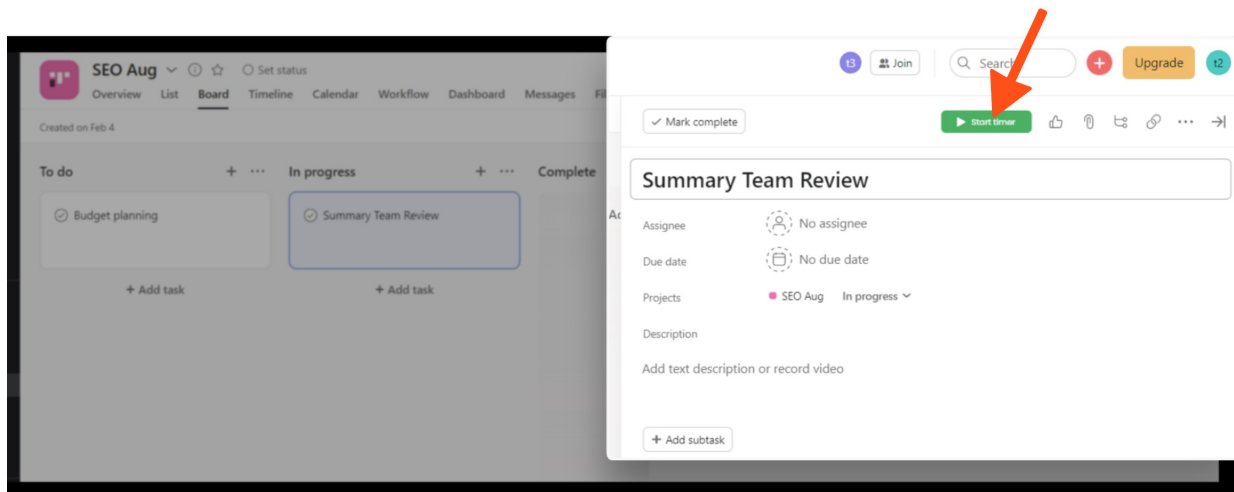 SEO Aug
Set status
Overview List Board Timeline Calendar Workflow Dashboard Messages
Created on Feb 4
To do
In progress
Complete
Budget planning
Summary Team Review
+ Add task
+ Add task
t3
Join
Search
Upgrade
t2
Mark complete
Start timer
Summary Team Review
Assignee
No assignee
Due date
No due date
Projects
SEO Aug In progress
Description
Add text description or record video
+ Add subtask